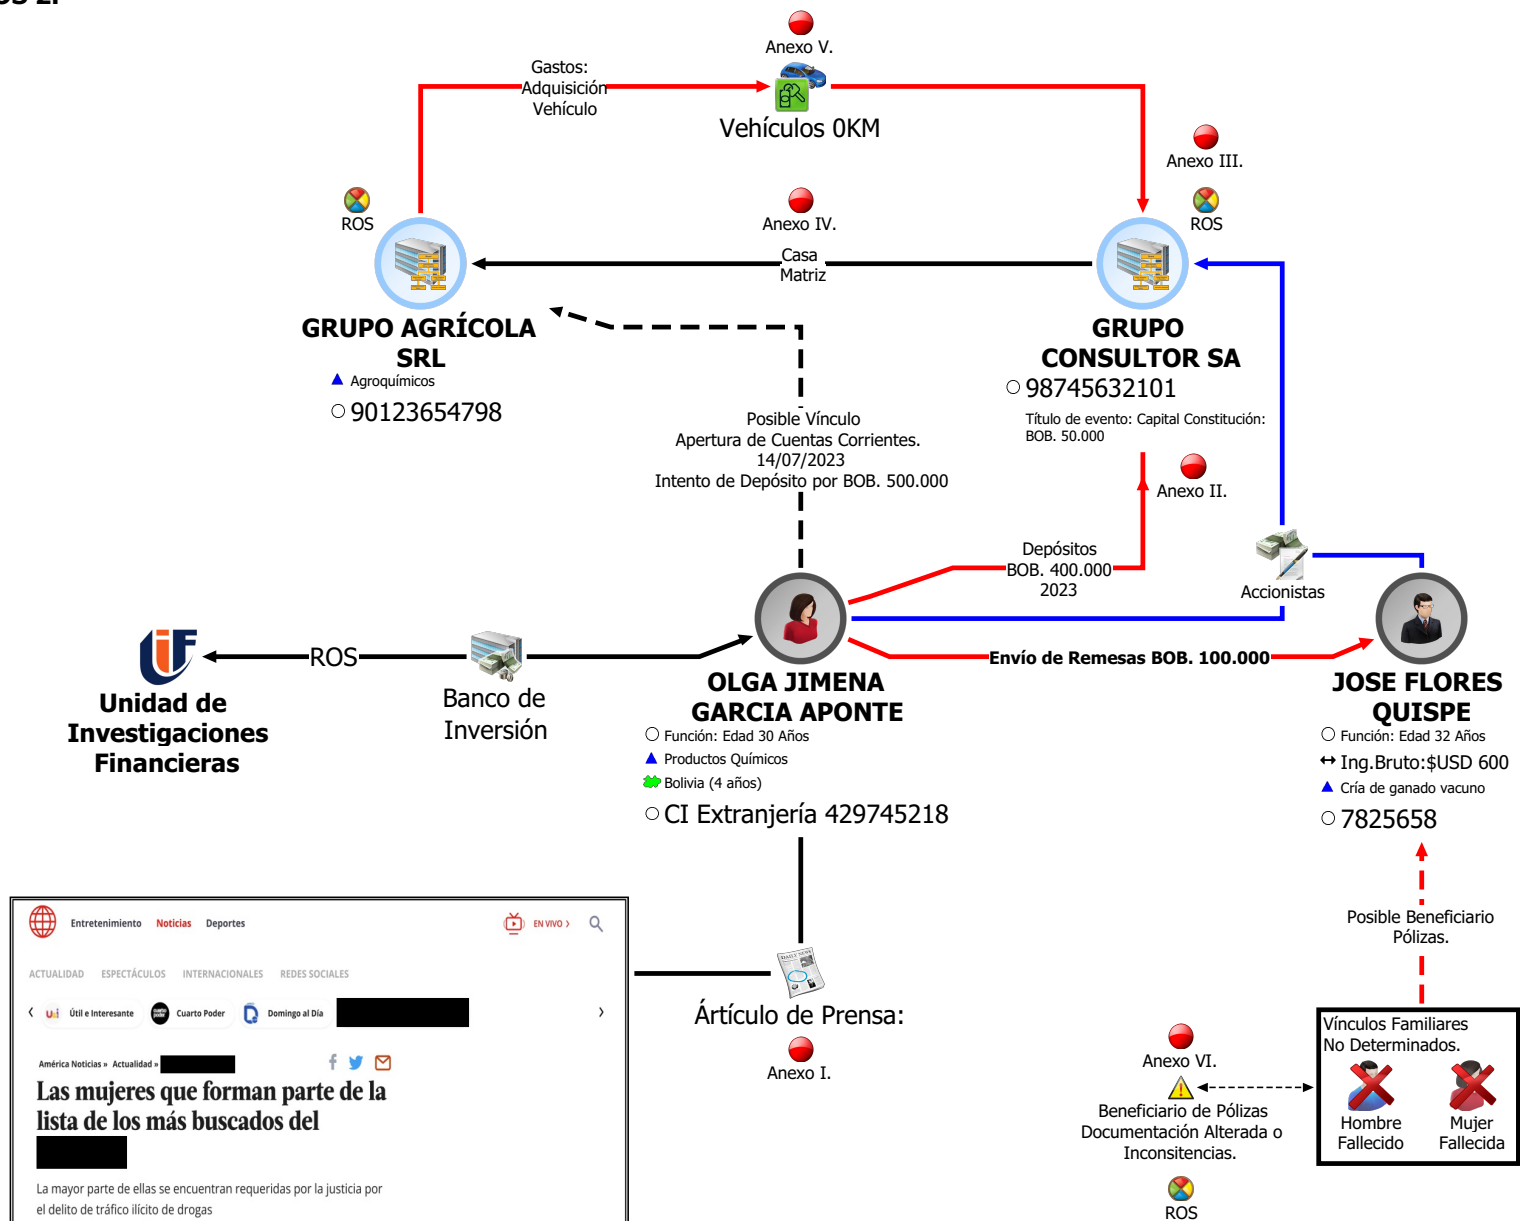 Anexo V.
Gastos:
Adquisición
Vehículo
Vehículos 0KM
Anexo III.
ROS
Anexo IV.
ROS
Casa
Matriz
GRUPO AGRÍCOLA
SRL
Agroquímicos
90123654798
GRUPO
CONSULTOR SA
98745632101
Título de evento: Capital Constitución:
BOB. 50.000
Posible Vínculo
Apertura de Cuentas Corrientes.
14/07/2023
Intento de Depósito por BOB. 500.000
Anexo II.
Depósitos
BOB. 400.000
2023
Accionistas
UIF
ROS
Envío de Remesas BOB. 100.000
Unidad de
Investigaciones
Financieras
Banco de
Inversión
OLGA JIMENA
GARCIA APONTE
Función: Edad 30 Años
Productos Químicos
Bolivia (4 años)
CI Extranjería 429745218
JOSE FLORES
QUISPE
Función: Edad 32 Años
Ing.Bruto:$USD 600
Cría de ganado vacuno
7825658
Posible Beneficiario
Pólizas.
Entretenimiento Noticias Deportes EN VIVO
ACTUALIDAD ESPECTÁCULOS INTERNACIONALES REDES SOCIALES
Útil e Interesante Cuarto Poder Domingo al Día
América Noticias » Actualidad »
Las mujeres que forman parte de la
lista de los más buscados del
La mayor parte de ellas se encuentran requeridas por la justicia por
el delito de tráfico ilícito de drogas
DAILY NEWS
Ártículo de Prensa:
Anexo I.
Anexo VI.
Beneficiario de Pólizas
Documentación Alterada o
Inconsitencias.
ROS
Vínculos Familiares
No Determinados.
Hombre
Fallecido
Mujer
Fallecida